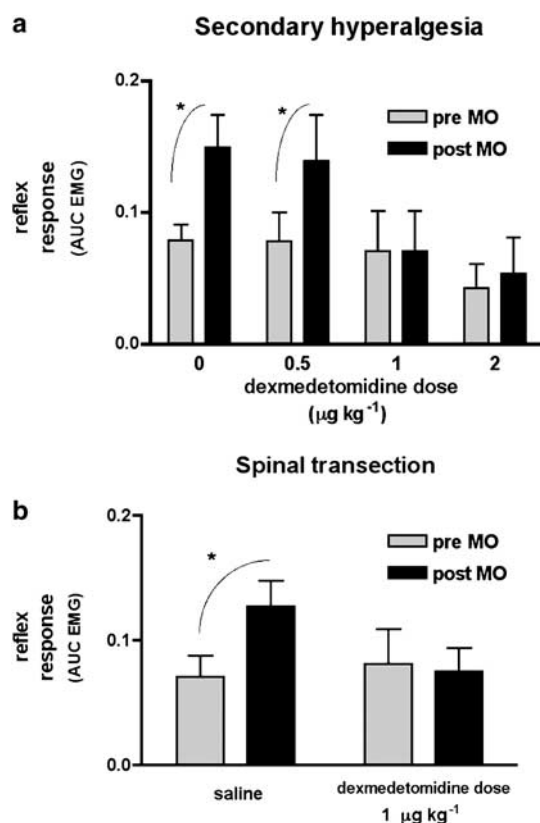 a
Secondary hyperalgesia
0.2
0.1
0.0
reflex
response
(AUC EMG)
*
*
pre MO
post MO
0 0.5 1 2
dexmedetomidine dose
(µg kg⁻¹)
Spinal transection
b
0.2
0.1
0.0
reflex
response
(AUC EMG)
*
pre MO
post MO
saline
dexmedetomidine dose
1 µg kg⁻¹